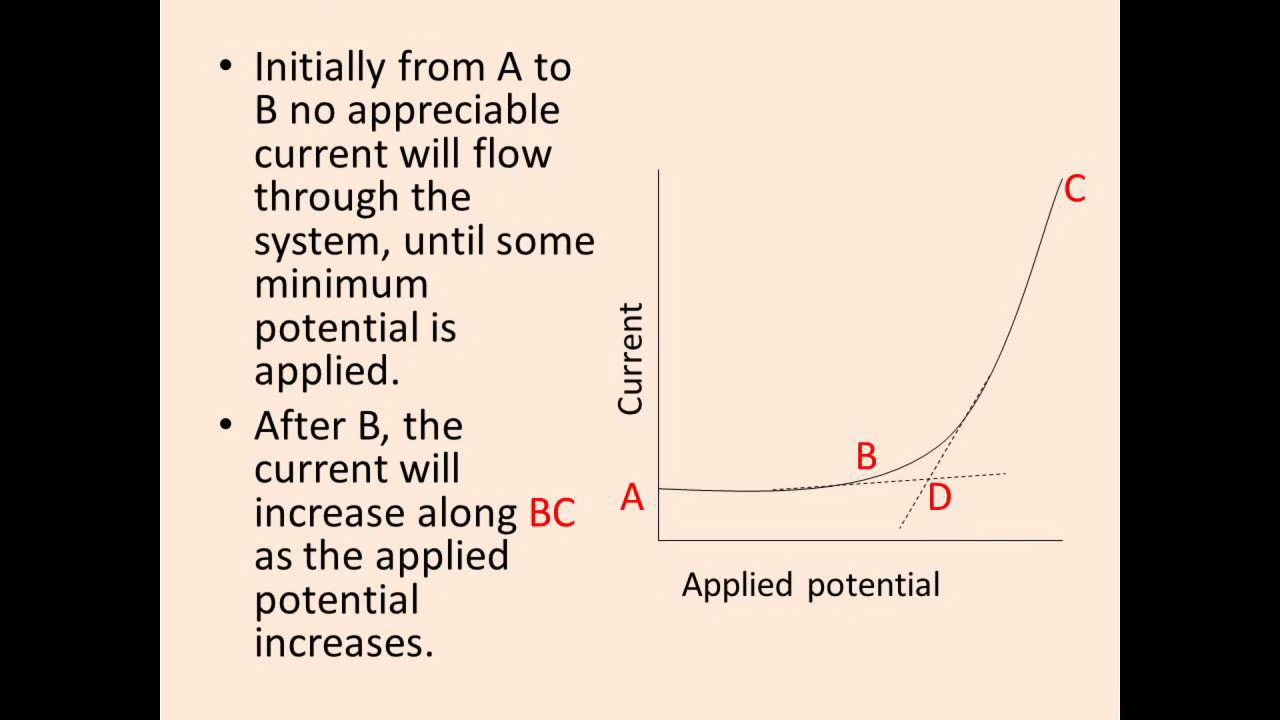 • Initially from A to
B no appreciable
current will flow
through the
system, until some
minimum
potential is
applied.
• After B, the
current will
increase along BC
as the applied
potential
increases.
C
Current
B
A
D
Applied potential